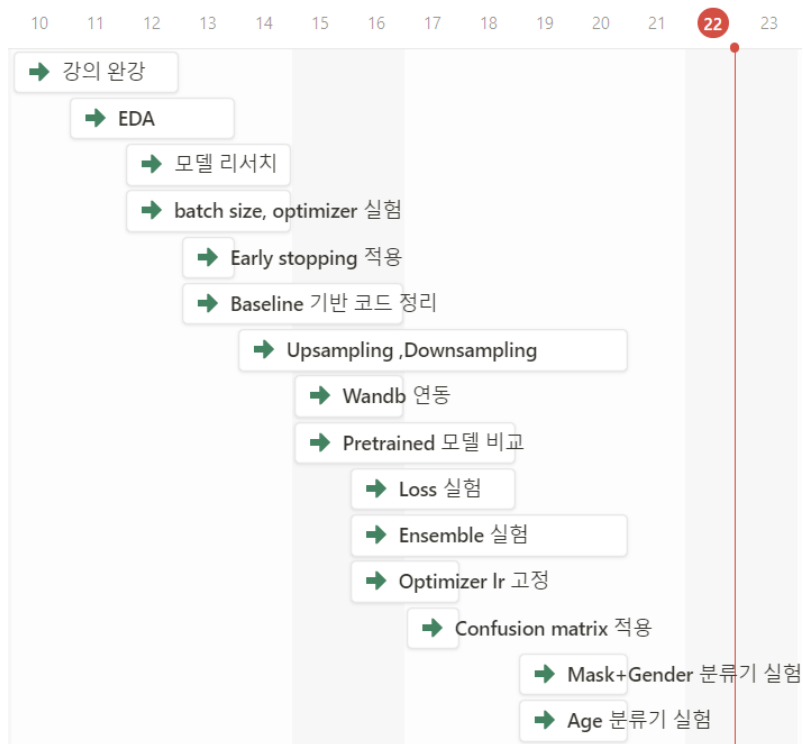 10 11 12 13 14 15 16 17 18 19 20 21 22 23
강의 완강
EDA
모델 리서치
batch size, optimizer 실험
Early stopping 적용
Baseline 기반 코드 정리
Upsampling ,Downsampling
Wandb 연동
Pretrained 모델 비교
Loss 실험
Ensemble 실험
Optimizer lr 고정
Confusion matrix 적용
Mask+Gender 분류기 실험
Age 분류기 실험